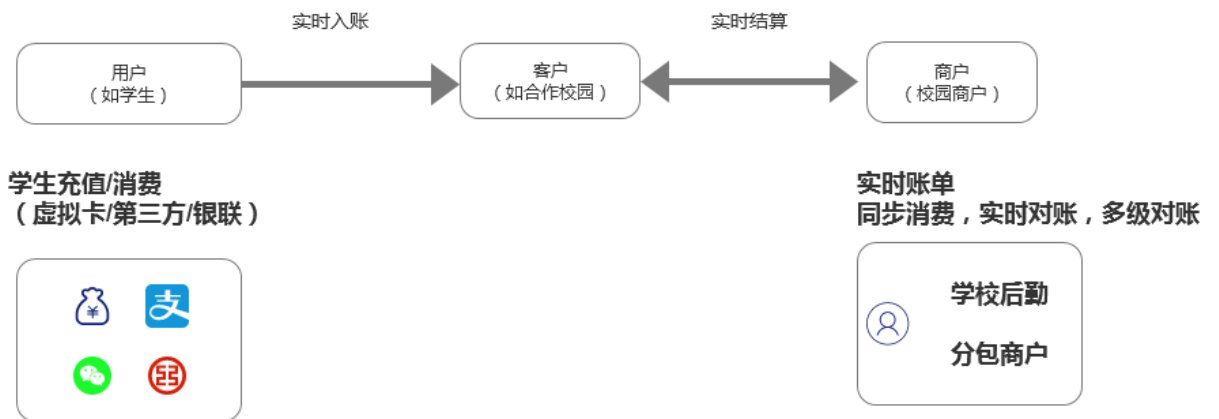 实时入账
实时结算
用户
（如学生）
客户
（如合作校园）
商户
（校园商户）
学生充值/消费
（虚拟卡/第三方/银联）
实时账单
同步消费，实时对账，多级对账
¥
支
学校后勤
分包商户